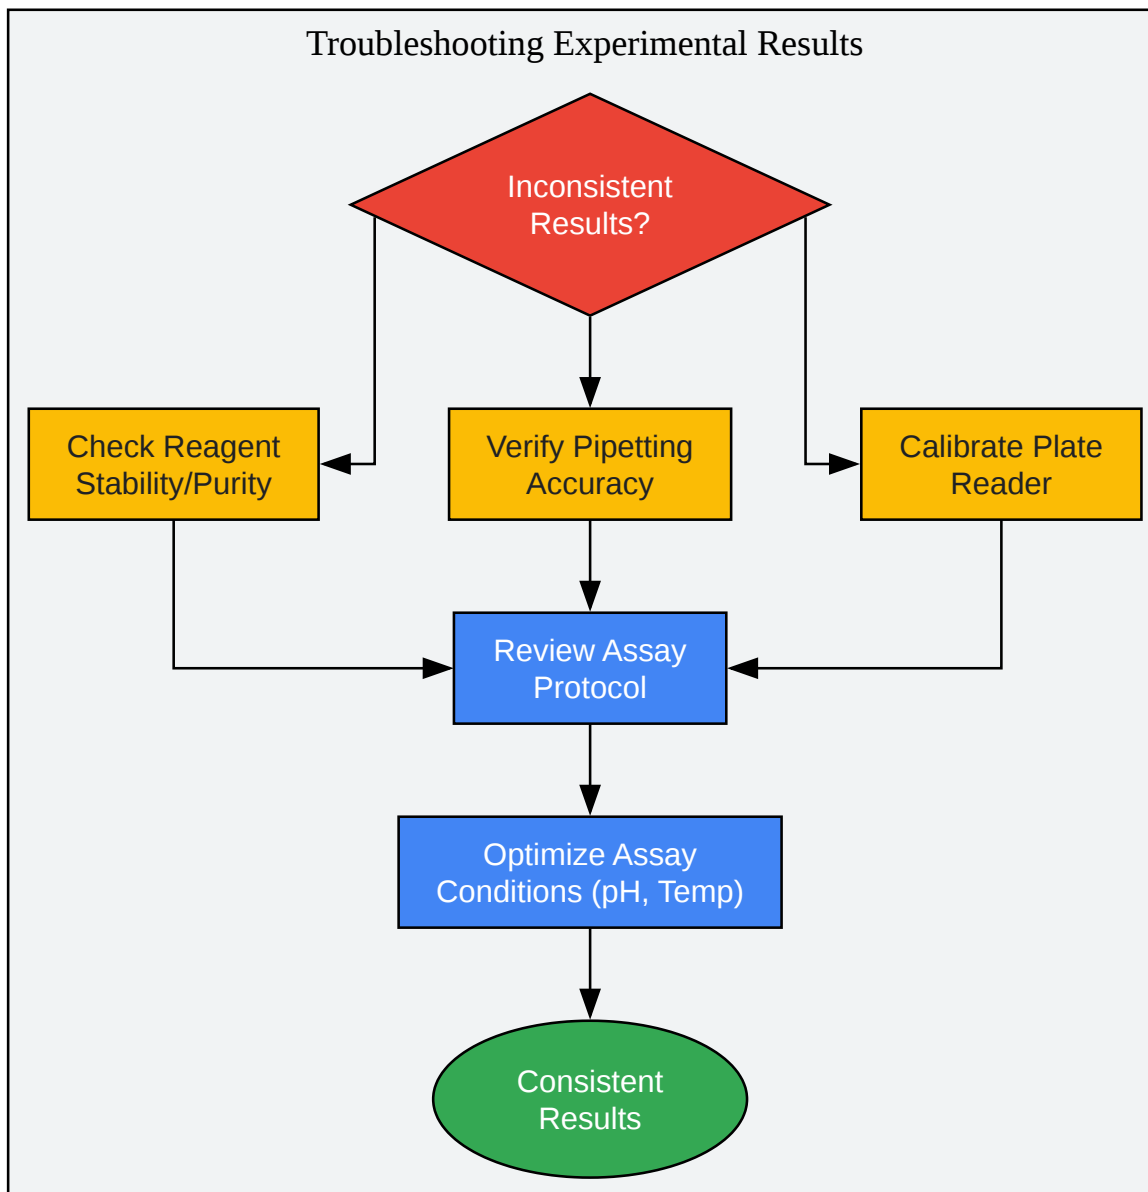 Troubleshooting Experimental Results
Inconsistent
Results?
Check Reagent
Stability/Purity
Verify Pipetting
Accuracy
Calibrate Plate
Reader
Review Assay
Protocol
Optimize Assay
Conditions (pH, Temp)
Consistent
Results